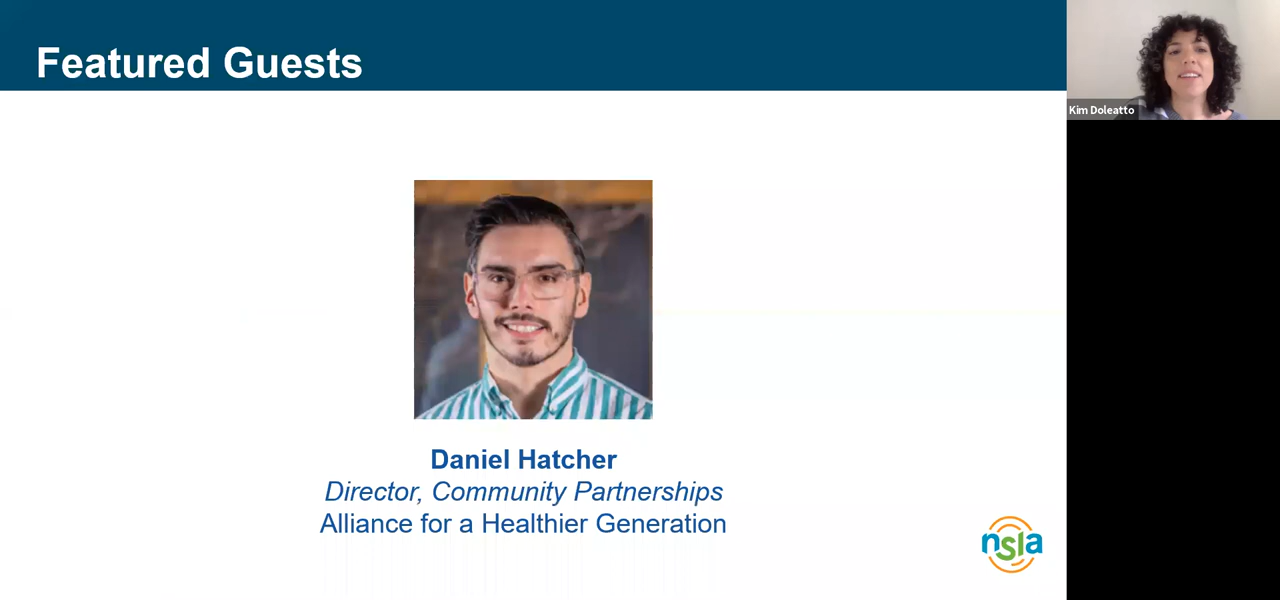 Featured Guests
Kim Doleatto
Daniel Hatcher
Director, Community Partnerships
Alliance for a Healthier Generation
nsla